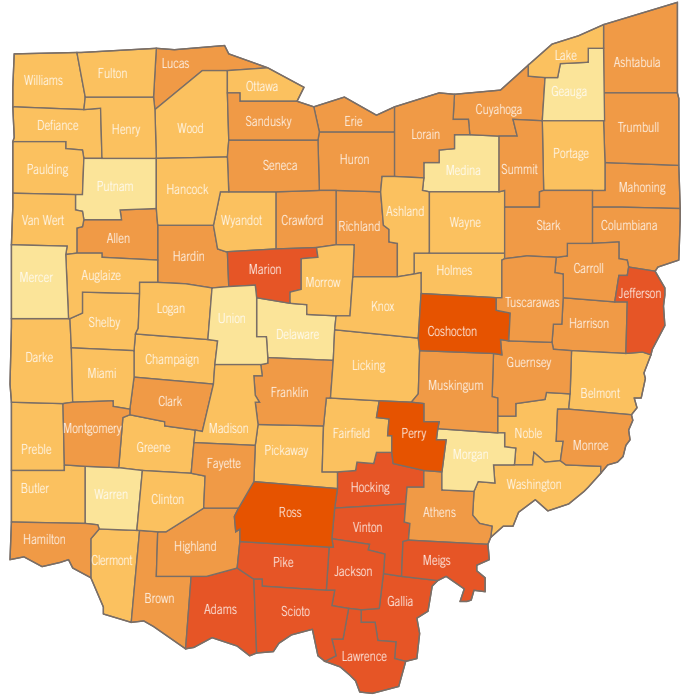 Lake
Ashtabula
Williams
Fulton
Lucas
Ottawa
Geauga
Cuyahoga
Defiance
Henry
Wood
Sandusky
Erie
Lorain
Trumbull
Paulding
Putnam
Hancock
Seneca
Huron
Medina
Summit
Portage
Mahoning
Van Wert
Allen
Wyandot
Crawford
Richland
Ashland
Wayne
Stark
Columbiana
Mercer
Auglaize
Hardin
Marion
Morrow
Holmes
Carroll
Jefferson
Shelby
Logan
Union
Delaware
Knox
Coshocton
Tuscarawas
Harrison
Darke
Miami
Champaign
Licking
Guernsey
Belmont
Clark
Franklin
Muskingum
Preble
Montgomery
Greene
Madison
Pickaway
Fairfield
Perry
Morgan
Noble
Monroe
Fayette
Butler
Warren
Clinton
Ross
Hocking
Athens
Washington
Hamilton
Clermont
Highland
Pike
Vinton
Meigs
Brown
Adams
Scioto
Jackson
Gallia
Lawrence